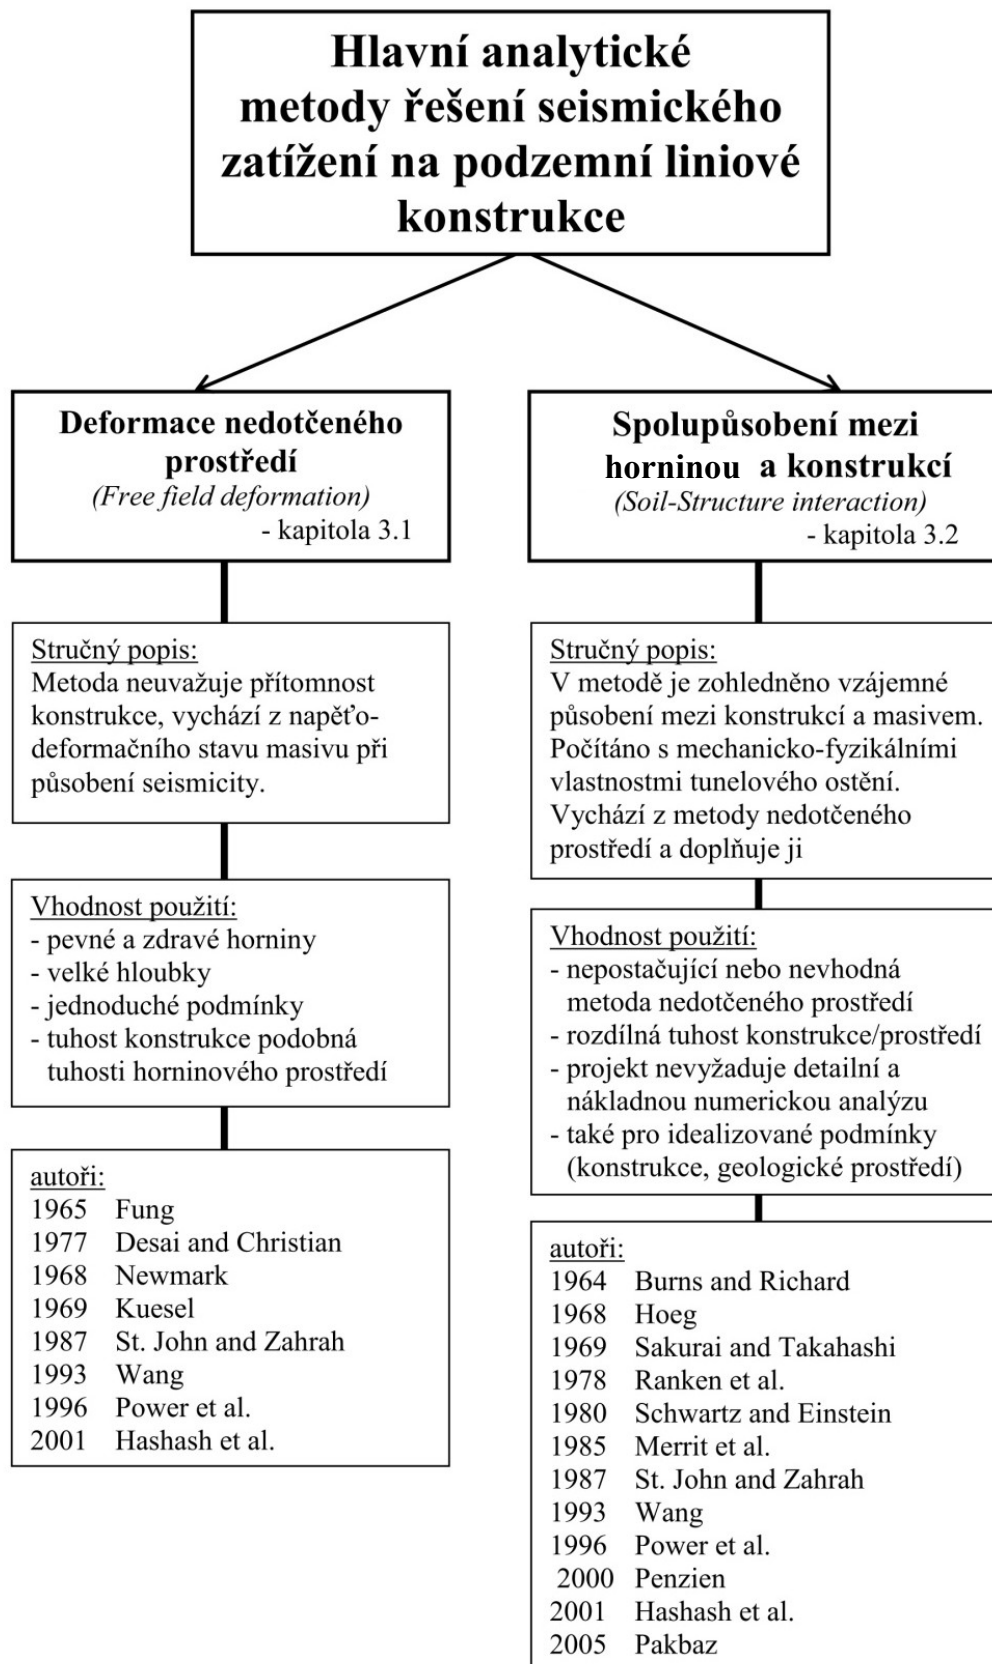 Hlavní analytické
metody řešení seismického
zatížení na podzemní liniové
konstrukce
Deformace nedotčeného
prostředí
(Free field deformation)
- kapitola 3.1
Stručný popis:
Metoda neuvažuje přítomnost
konstrukce, vychází z napěťo-
deformačního stavu masivu při
působení seismicity.
Vhodnost použití:
- pevné a zdravé horniny
- velké hloubky
- jednoduché podmínky
- tuhost konstrukce podobná
tuhosti horninového prostředí
autoři:
1965 Fung
1977 Desai and Christian
1968 Newmark
1969 Kuesel
1987 St. John and Zahrah
1993 Wang
1996 Power et al.
2001 Hashash et al.
Spolupůsobení mezi
horninou a konstrukcí
(Soil-Structure interaction)
- kapitola 3.2
Stručný popis:
V metodě je zohledněno vzájemné
působení mezi konstrukcí a masivem.
Počítáno s mechanicko-fyzikálními
vlastnostmi tunelového ostění.
Vychází z metody nedotčeného
prostředí a doplňuje ji
Vhodnost použití:
- nepostačující nebo nevhodná
metoda nedotčeného prostředí
- rozdílná tuhost konstrukce/prostředí
- projekt nevyžaduje detailní a
nákladnou numerickou analýzu
- také pro idealizované podmínky
(konstrukce, geologické prostředí)
autoři:
1964 Burns and Richard
1968 Hoeg
1969 Sakurai and Takahashi
1978 Ranken et al.
1980 Schwartz and Einstein
1985 Merrit et al.
1987 St. John and Zahrah
1993 Wang
1996 Power et al.
2000 Penzien
2001 Hashash et al.
2005 Pakbaz